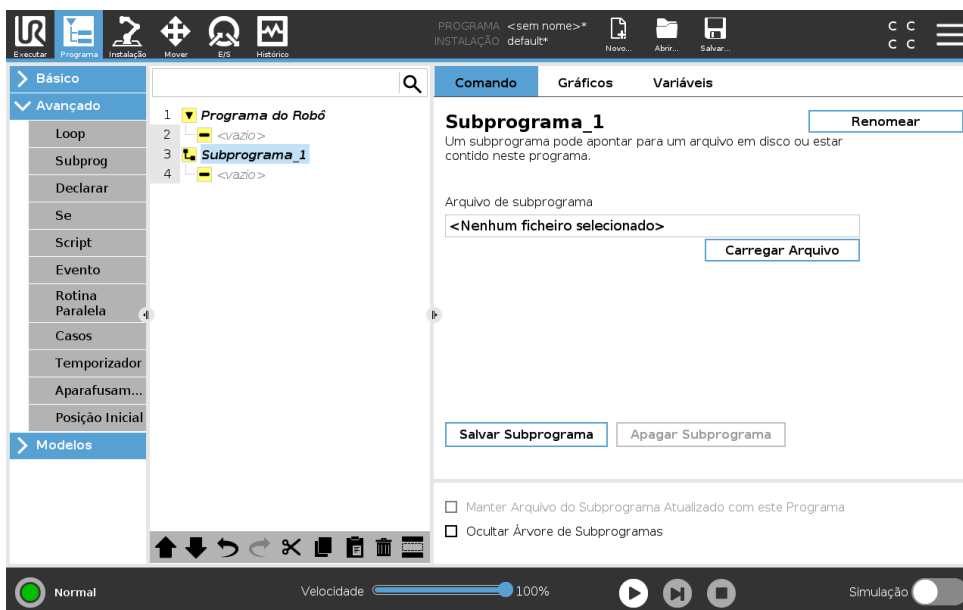 UR
Executar
Programa
Instalação
Mover
E/S
Histórico
PROGRAMA <sem nome>*
INSTALAÇÃO default*
Novo...
Abrir...
Salvar...
C C
C C
Básico
Avançado
Loop
Subprog
Declarar
Se
Script
Evento
Rotina
Paralela
Casos
Temporizador
Aparafusam...
Posição Inicial
Modelos
1 Programa do Robô
2 <vazio>
3 Subprograma_1
4 <vazio>
Comando
Gráficos
Variáveis
Subprograma_1
Renomear
Um subprograma pode apontar para um arquivo em disco ou estar
contido neste programa.
Arquivo de subprograma
<Nenhum ficheiro selecionado>
Carregar Arquivo
Salvar Subprograma
Apagar Subprograma
Manter Arquivo do Subprograma Atualizado com este Programa
Ocultar Árvore de Subprogramas
Normal
Velocidade
100%
Simulação